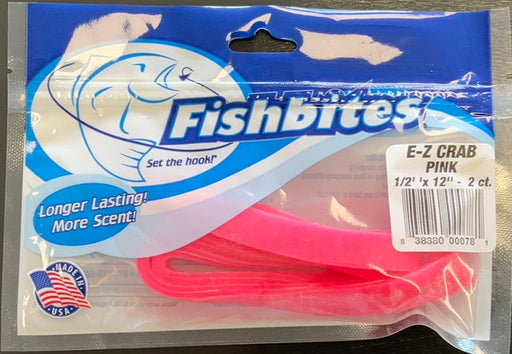 Fishbites
Set the hook!
Longer Lasting!
More Scent!
E-Z CRAB
PINK
1/2" x 12" - 2 ct.
8 38380 00078 1
MADE IN
USA